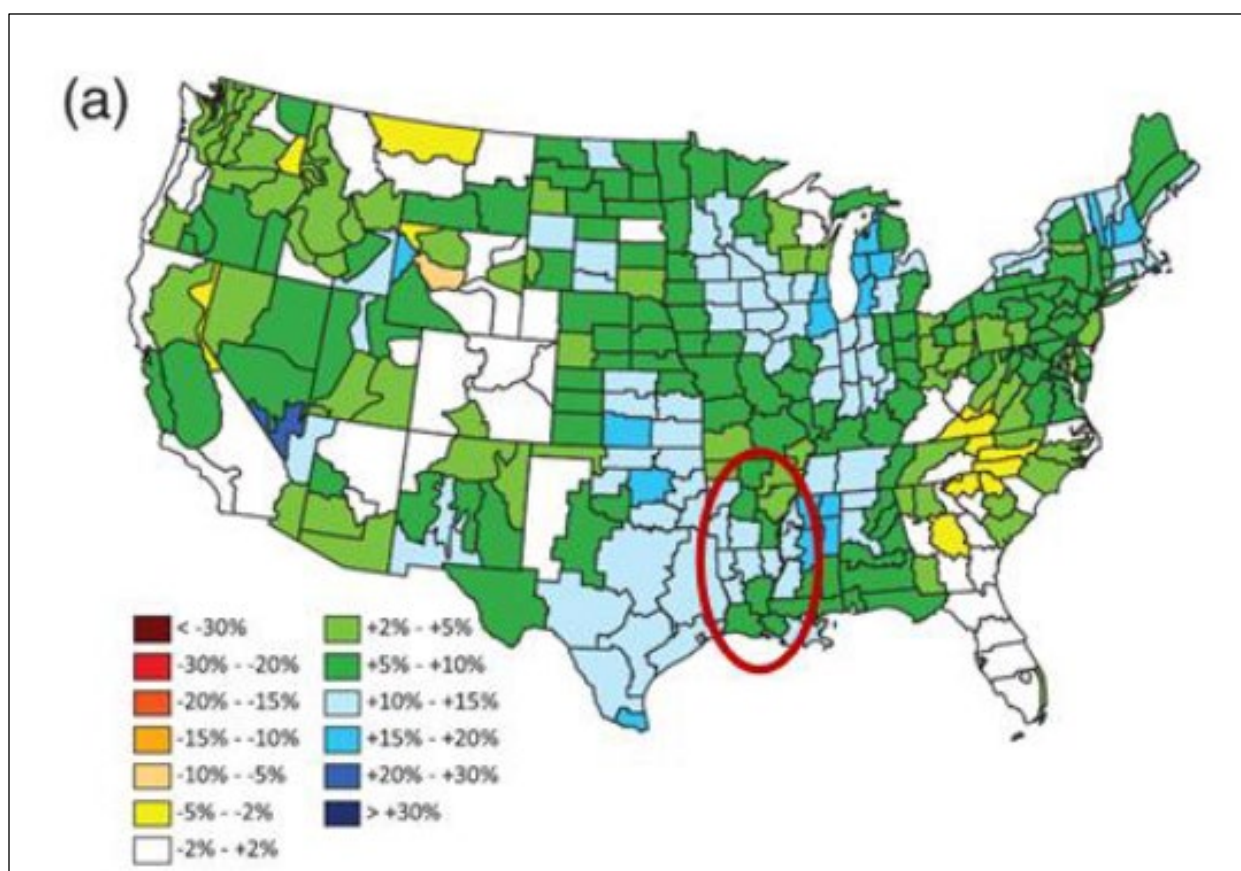 (a)
< -30%
-30% - -20%
-20% - -15%
-15% - -10%
-10% - -5%
-5% - -2%
-2% - +2%
+2% - +5%
+5% - +10%
+10% - +15%
+15% - +20%
+20% - +30%
> +30%